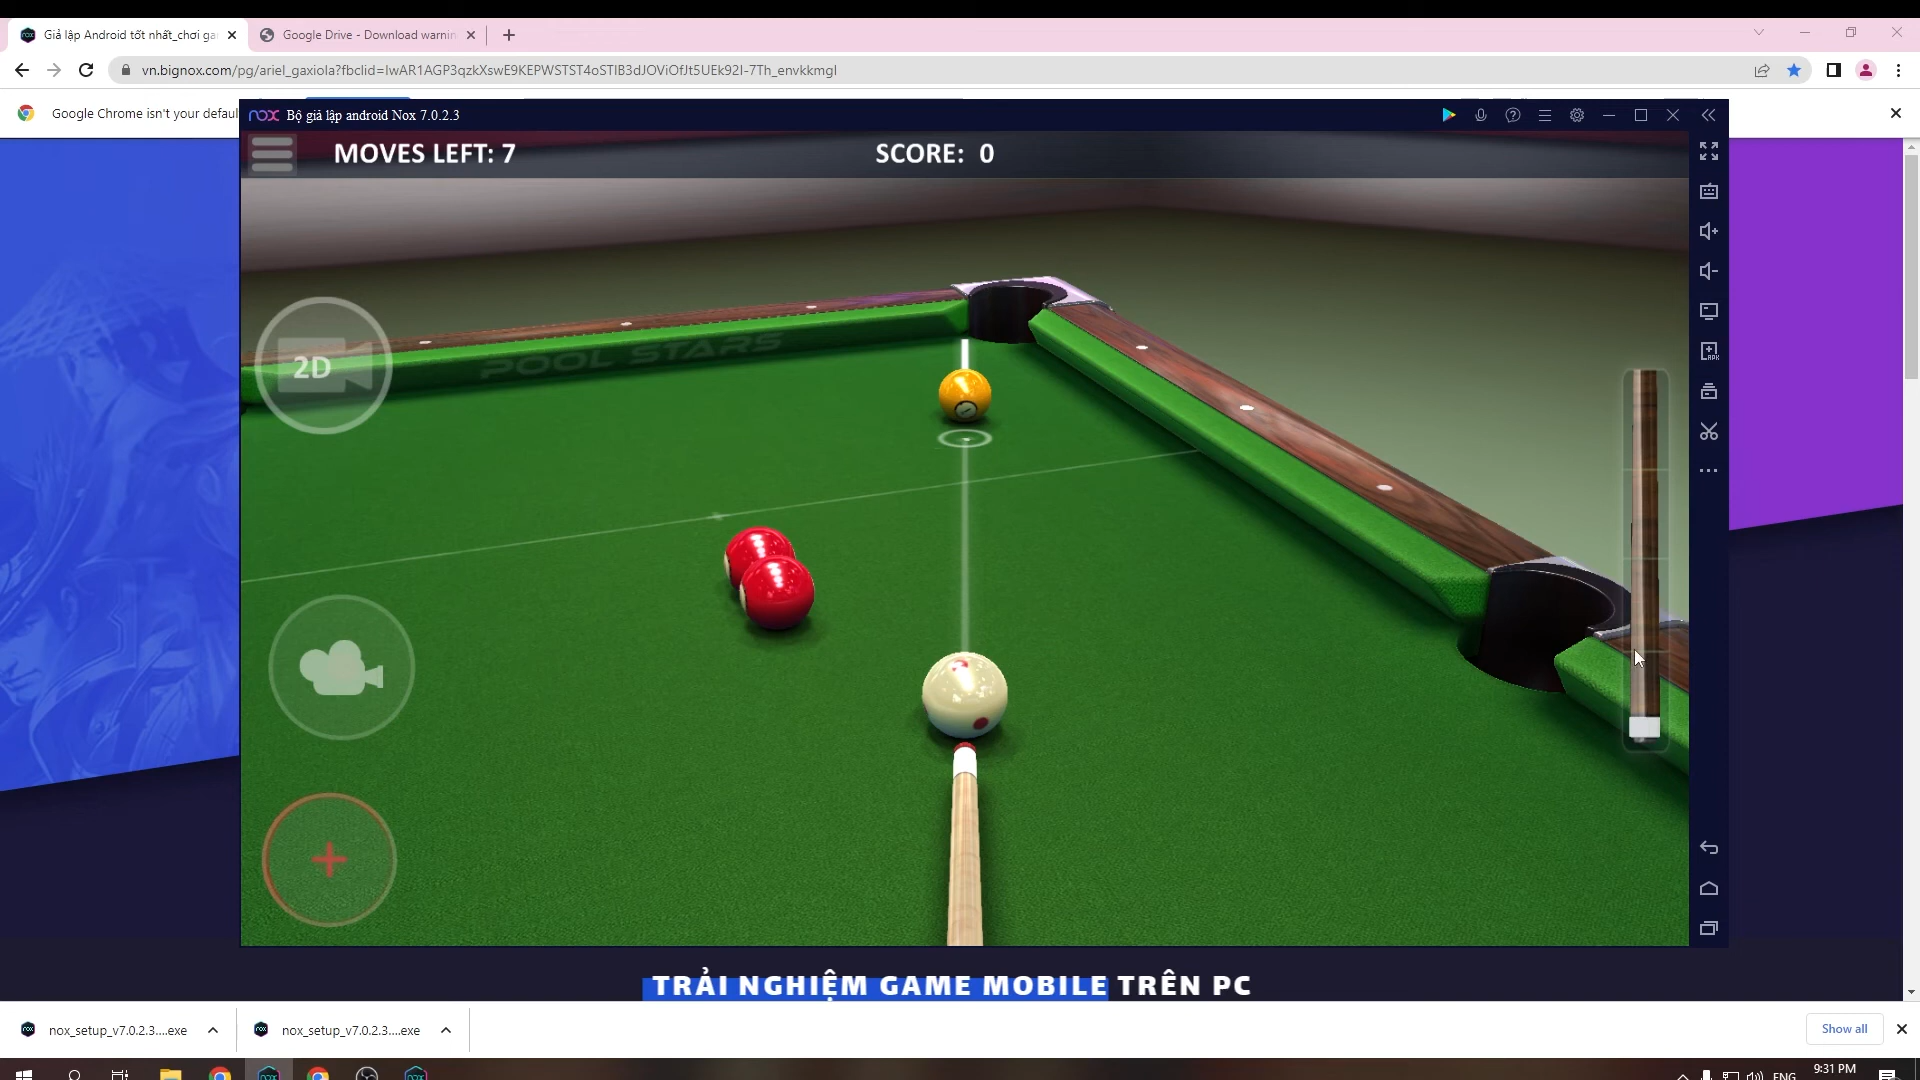 Giả lập Android tốt nhất_chơi ga
Google Drive - Download warnin
vn.bignox.com/pg/ariel_gaxiola?fbclid=IwAR1AGP3qzkXswE9KEPWSTST4oSTlB3dJOViOfJt5UEk92I-7Th_envkkmgI
Google Chrome isn't your defaul
nox Bộ giả lập android Nox 7.0.2.3
MOVES LEFT: 7
SCORE: 0
POOL STARS
2D
TRẢI NGHIỆM GAME MOBILE TRÊN PC
nox_setup_v7.0.2.3....exe
nox_setup_v7.0.2.3....exe
Show all
ENG
9:31 PM